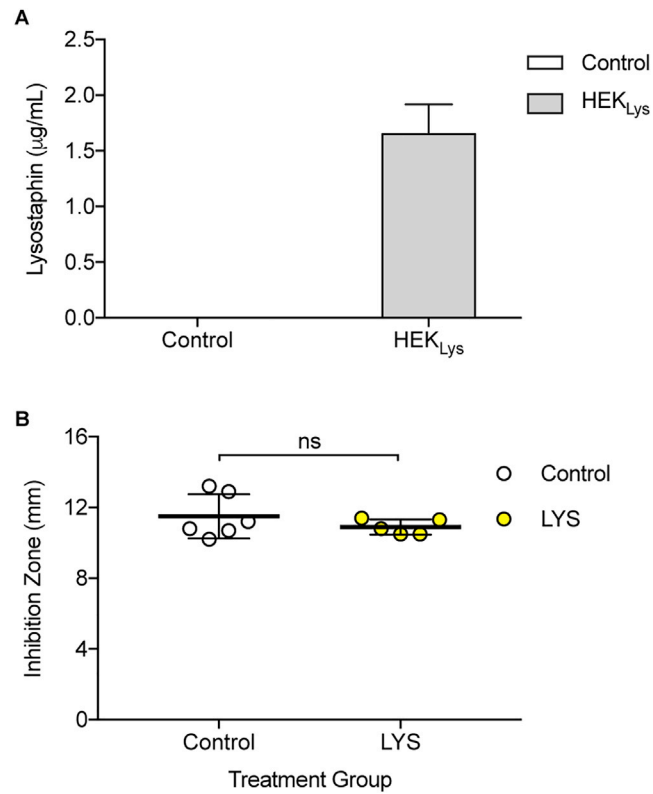 A
2.5
2.0
1.5
1.0
0.5
0.0
Lysostaphin (μg/mL)
Control
HEKLys
Control
HEKLys
B
16
12
8
4
0
Inhibition Zone (mm)
ns
Control
LYS
Control
LYS
Treatment Group